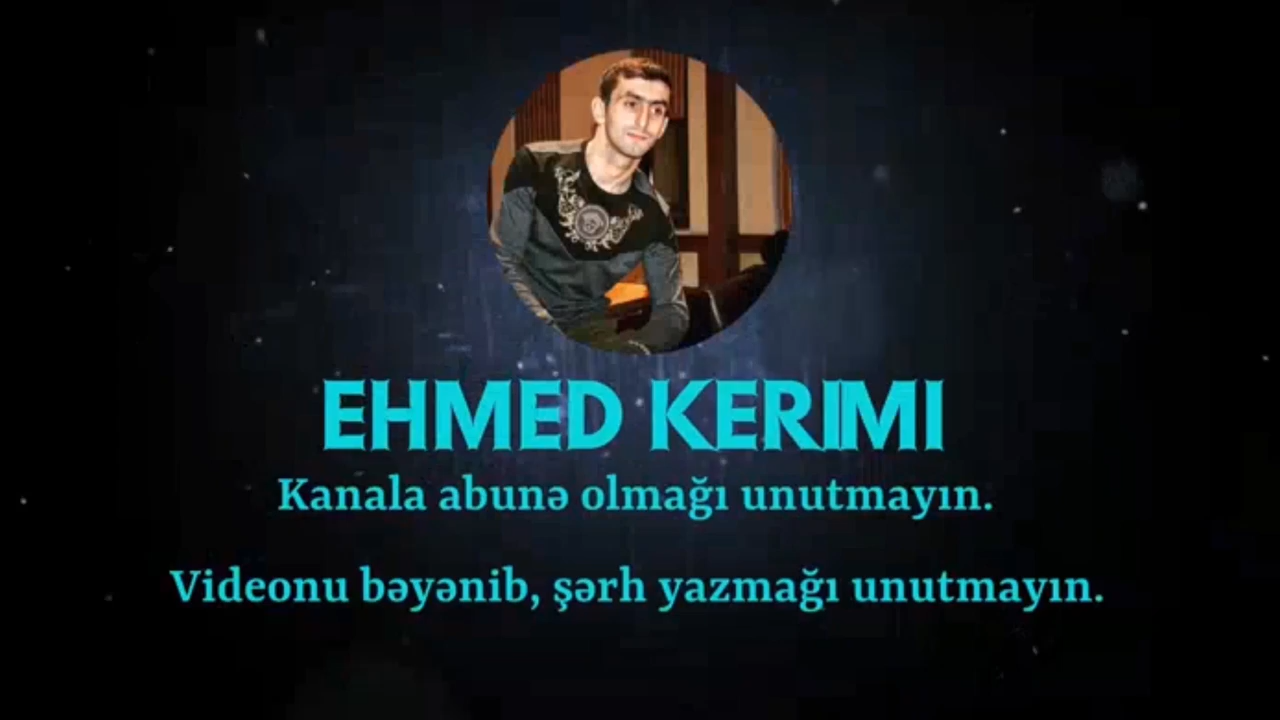 EHMED KERIMI
Kanala abunə olmağı unutmayın.
Videonu bəyənib, şərh yazmağı unutmayın.